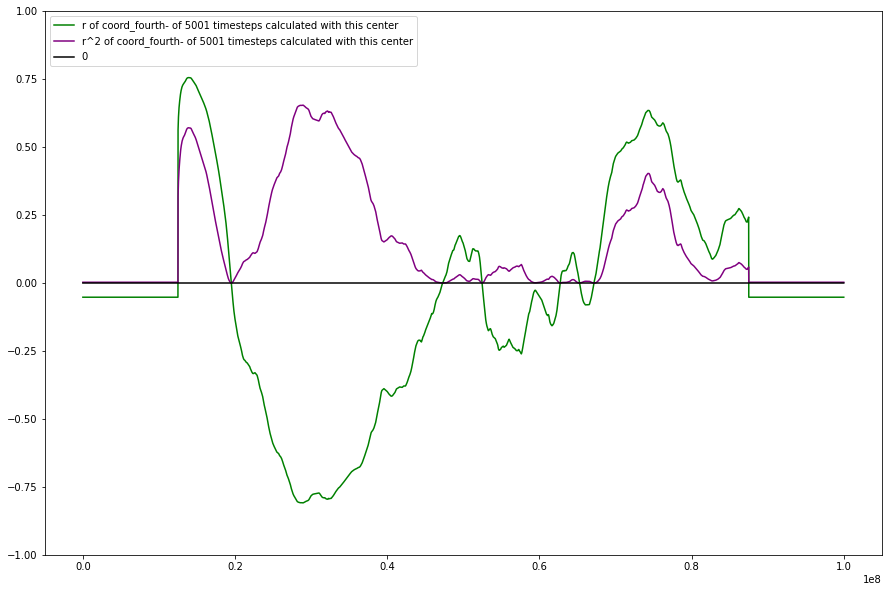 1.00
0.75
0.50
0.25
0.00
−0.25
−0.50
−0.75
−1.00
r of coord_fourth- of 5001 timesteps calculated with this center
r^2 of coord_fourth- of 5001 timesteps calculated with this center
0
0.0 0.2 0.4 0.6 0.8 1.0
1e8